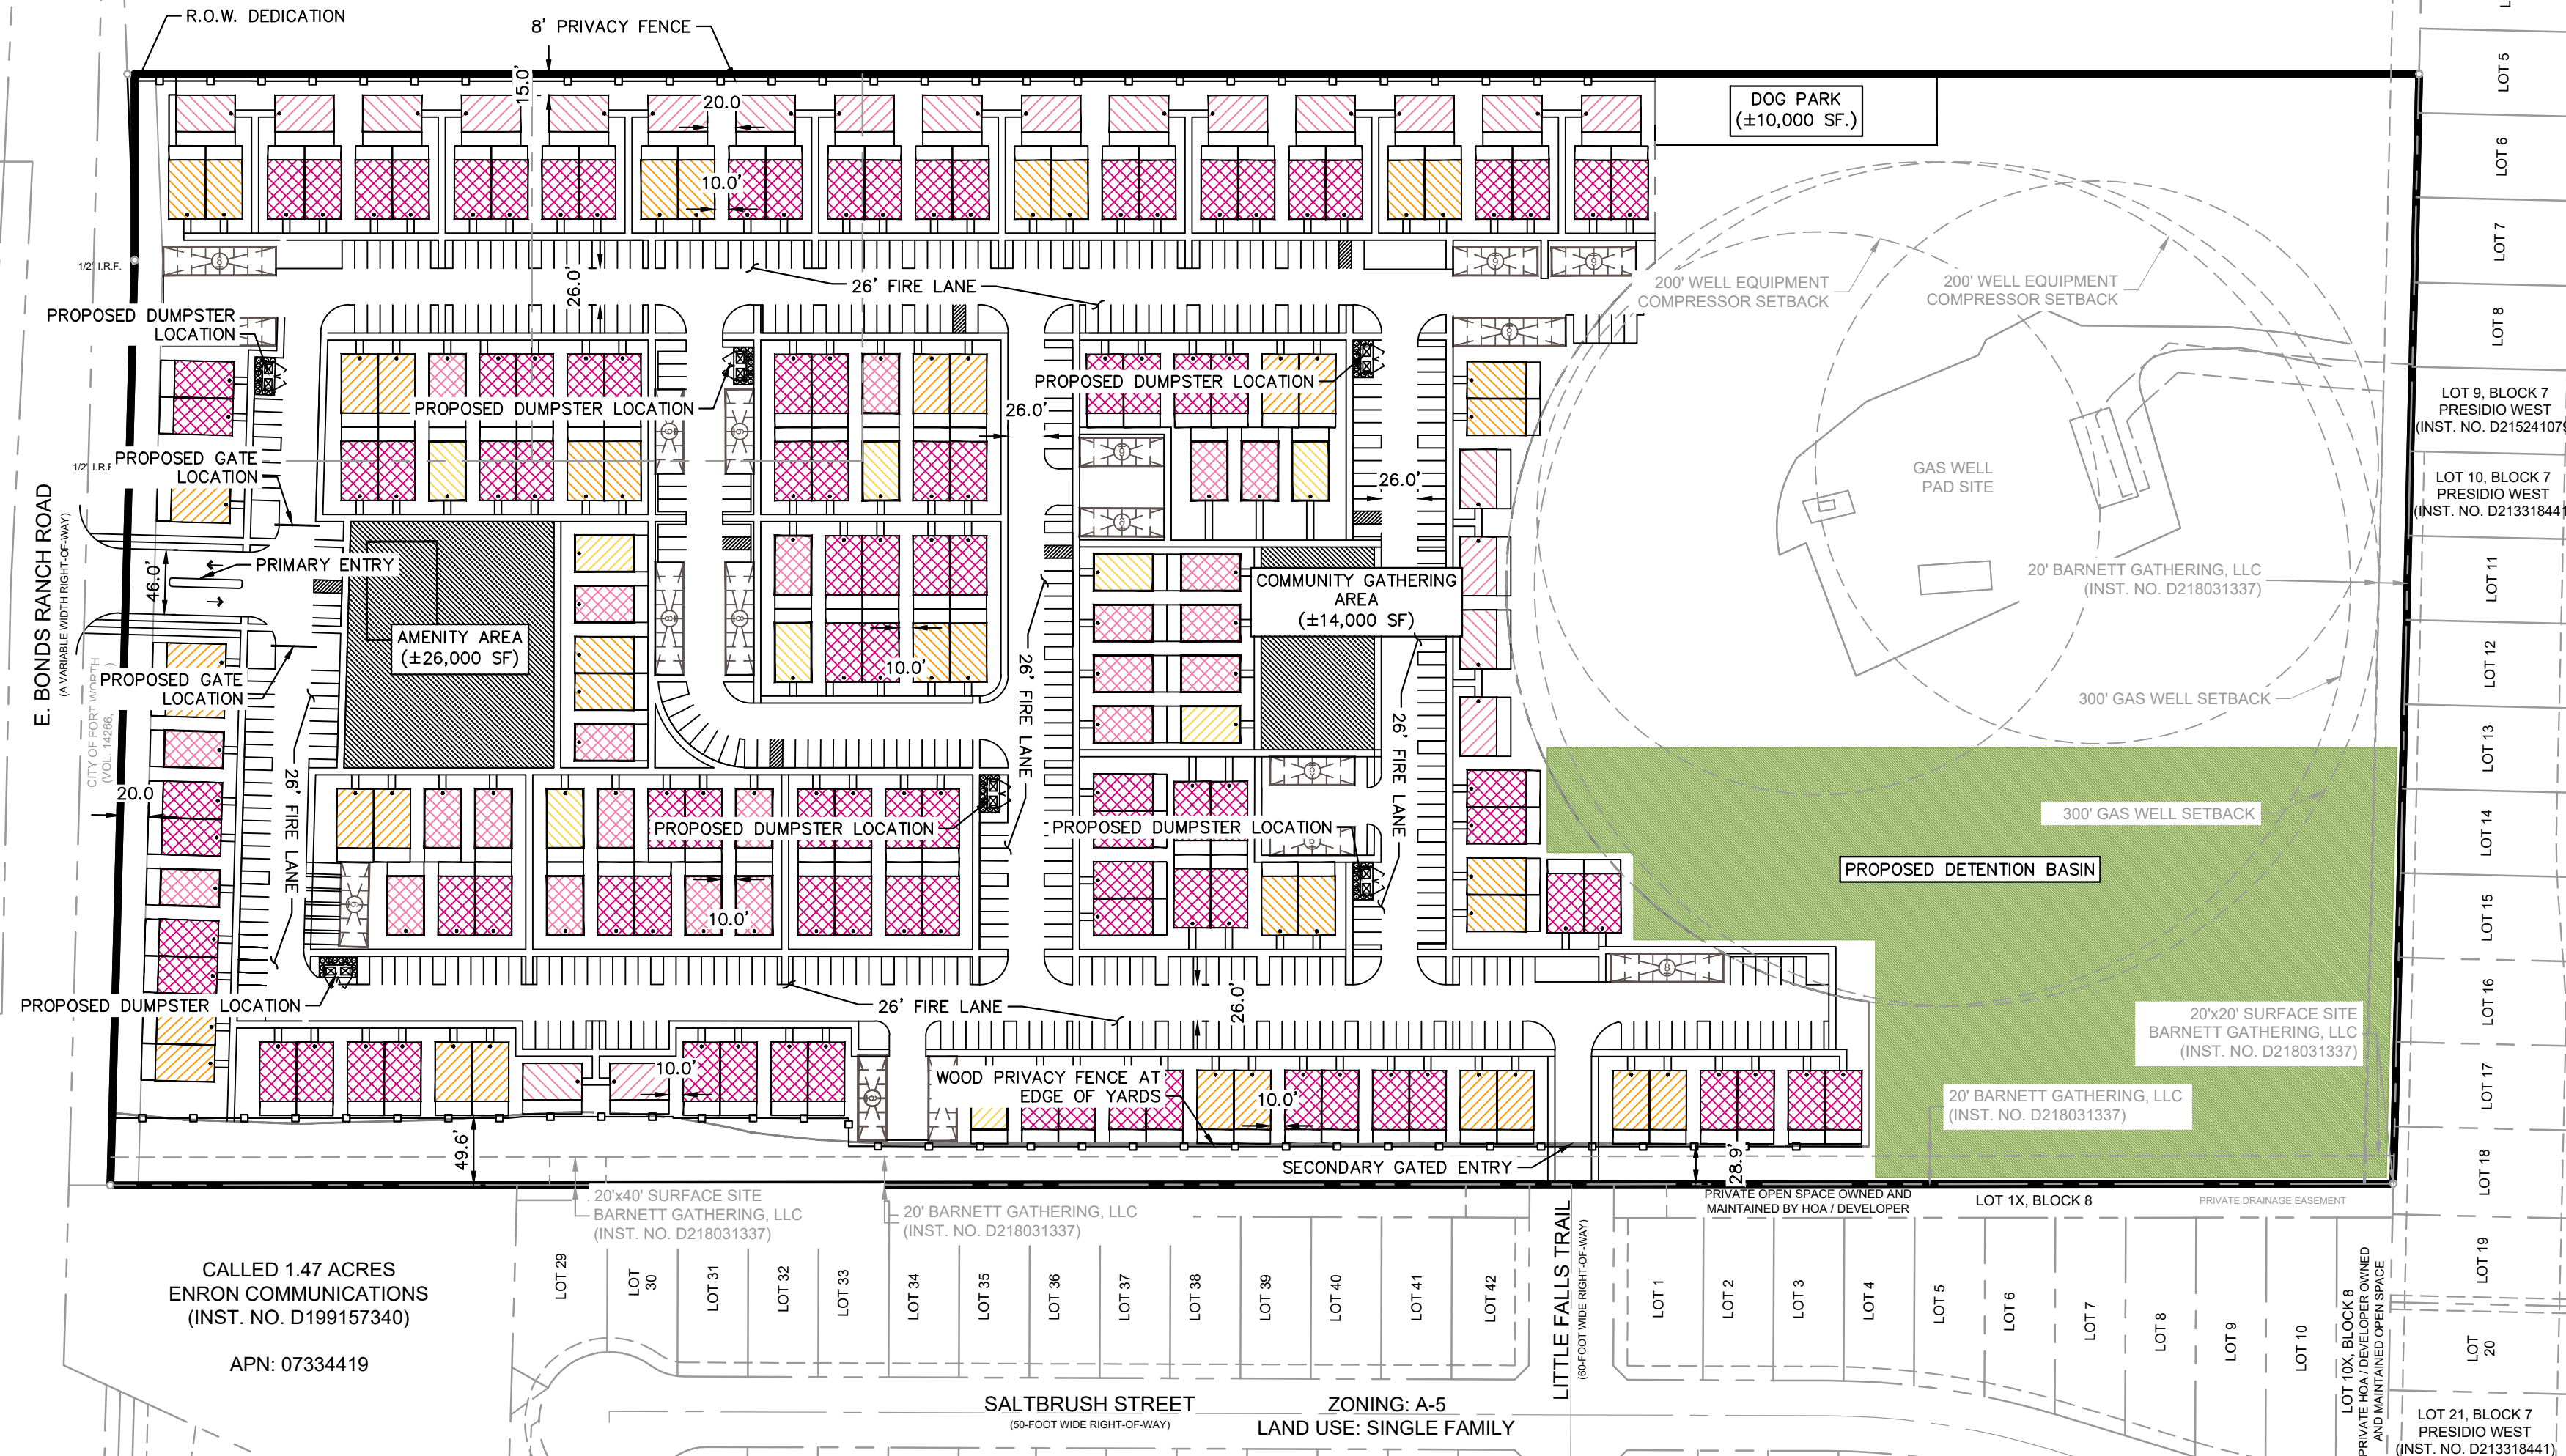 R.O.W. DEDICATION
8' PRIVACY FENCE
15.0'
20.0
10.0'
DOG PARK
(±10,000 SF.)
LOT 5
LOT 6
LOT 7
LOT 8
LOT 9, BLOCK 7
PRESIDIO WEST
(INST. NO. D215241079
LOT 10, BLOCK 7
PRESIDIO WEST
(INST. NO. D213318441
LOT 11
LOT 12
LOT 13
LOT 14
LOT 15
LOT 16
LOT 17
LOT 18
LOT 19
LOT
20
LOT 21, BLOCK 7
PRESIDIO WEST
(INST. NO. D213318441)
1/2" I.R.F.
26.0'
26' FIRE LANE
200' WELL EQUIPMENT
COMPRESSOR SETBACK
200' WELL EQUIPMENT
COMPRESSOR SETBACK
PROPOSED DUMPSTER
LOCATION
PROPOSED DUMPSTER LOCATION
26.0'
PROPOSED DUMPSTER LOCATION
26.0'
1/2" I.R.F
PROPOSED GATE
LOCATION
GAS WELL
PAD SITE
E. BONDS RANCH ROAD
(A VARIABLE WIDTH RIGHT-OF-WAY)
46.0'
PRIMARY ENTRY
AMENITY AREA
(±26,000 SF)
COMMUNITY GATHERING
AREA
(±14,000 SF)
20' BARNETT GATHERING, LLC
(INST. NO. D218031337)
10.0'
PROPOSED GATE
LOCATION
CITY OF FORT WORTH
(VOL. 14266,
300' GAS WELL SETBACK
26' FIRE LANE
26' FIRE LANE
26' FIRE LANE
20.0
300' GAS WELL SETBACK
PROPOSED DUMPSTER LOCATION
PROPOSED DUMPSTER LOCATION
PROPOSED DETENTION BASIN
10.0'
PROPOSED DUMPSTER LOCATION
26' FIRE LANE
26.0'
20'x20' SURFACE SITE
BARNETT GATHERING, LLC
(INST. NO. D218031337)
10.0'
WOOD PRIVACY FENCE AT
EDGE OF YARDS
10.0'
20' BARNETT GATHERING, LLC
(INST. NO. D218031337)
49.6'
SECONDARY GATED ENTRY
28.9'
20'x40' SURFACE SITE
BARNETT GATHERING, LLC
(INST. NO. D218031337)
20' BARNETT GATHERING, LLC
(INST. NO. D218031337)
PRIVATE OPEN SPACE OWNED AND
MAINTAINED BY HOA / DEVELOPER
LOT 1X, BLOCK 8
PRIVATE DRAINAGE EASEMENT
CALLED 1.47 ACRES
ENRON COMMUNICATIONS
(INST. NO. D199157340)
APN: 07334419
LOT 29
LOT
30
LOT 31
LOT 32
LOT 33
LOT 34
LOT 35
LOT 36
LOT 37
LOT 38
LOT 39
LOT 40
LOT 41
LOT 42
LITTLE FALLS TRAIL
(60-FOOT WIDE RIGHT-OF-WAY)
LOT 1
LOT 2
LOT 3
LOT 4
LOT 5
LOT 6
LOT 7
LOT 8
LOT 9
LOT 10
LOT 10X, BLOCK 8
PRIVATE HOA / DEVELOPER OWNED
AND MAINTAINED OPEN SPACE
SALTBRUSH STREET
(50-FOOT WIDE RIGHT-OF-WAY)
ZONING: A-5
LAND USE: SINGLE FAMILY